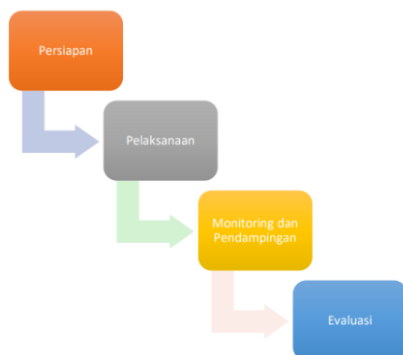 Persiapan
Pelaksanaan
Monitoring dan
Pendampingan
Evaluasi